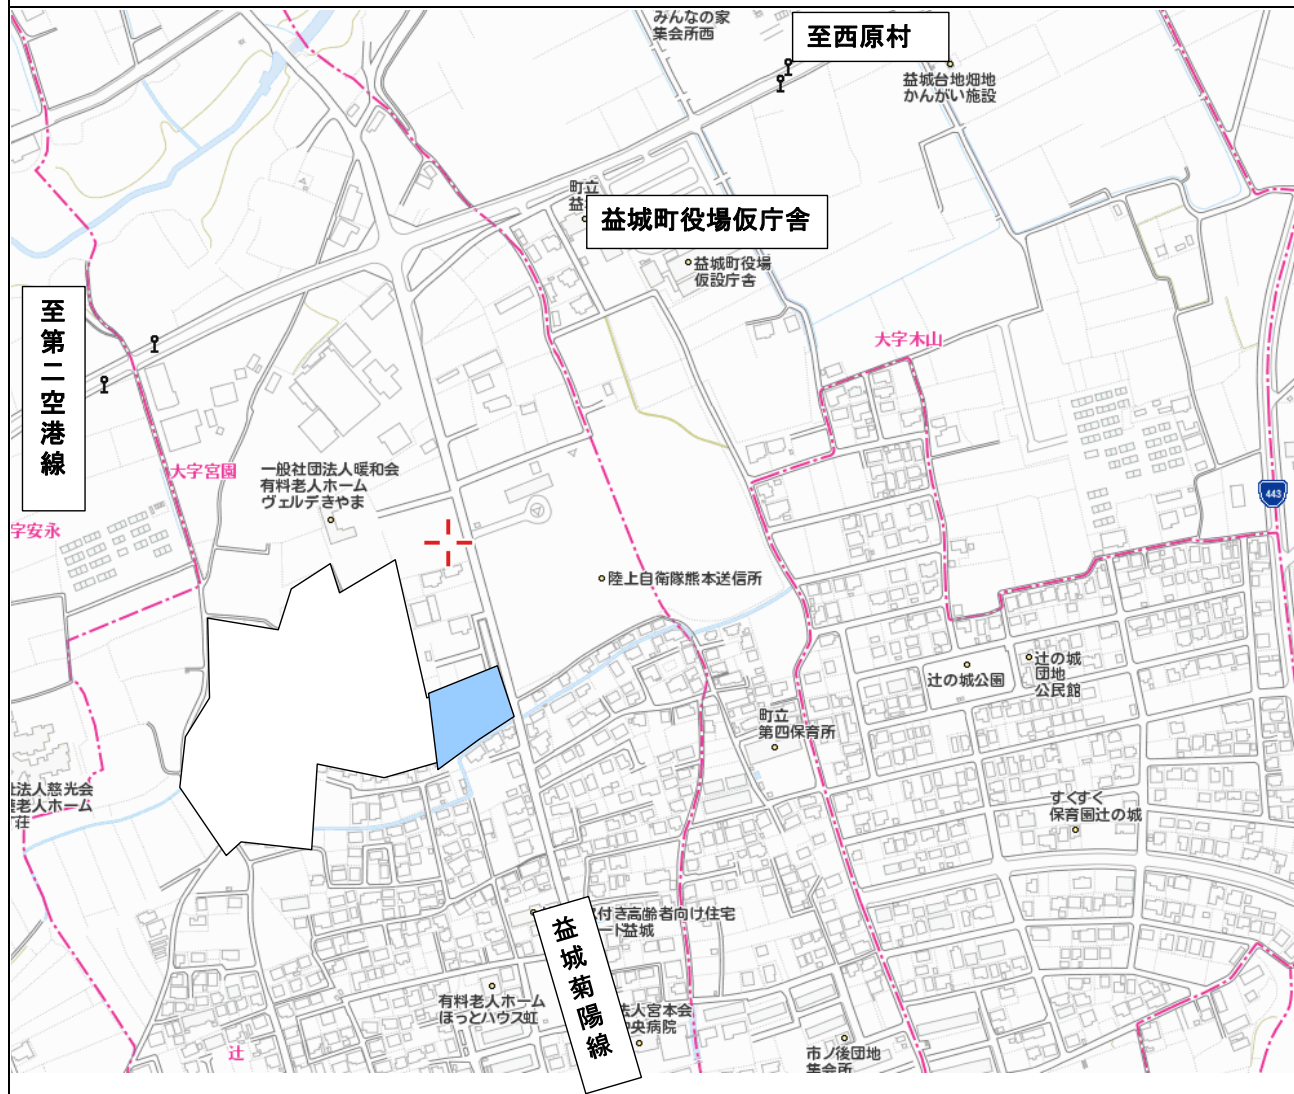 みんなの家
集会所西
至西原村
益城台地畑地
かんがい施設
町立
益
益城町役場仮庁舎
益城町役場
仮設庁舎
至第二空港線
大字木山
大字宮園
一般社団法人暖和会
有料老人ホーム
ヴェルデきやま
443
字安永
陸上自衛隊熊本送信所
辻の城公園
辻の城
団地
公民館
町立
第四保育所
法人慈光会
老人ホーム
荘
すくすく
保育園辻の城
付き高齢者向け住宅
ート益城
益城菊陽線
有料老人ホーム
ほっとハウス虹
法人宮本会
央病院
辻
市ノ後団地
集会所